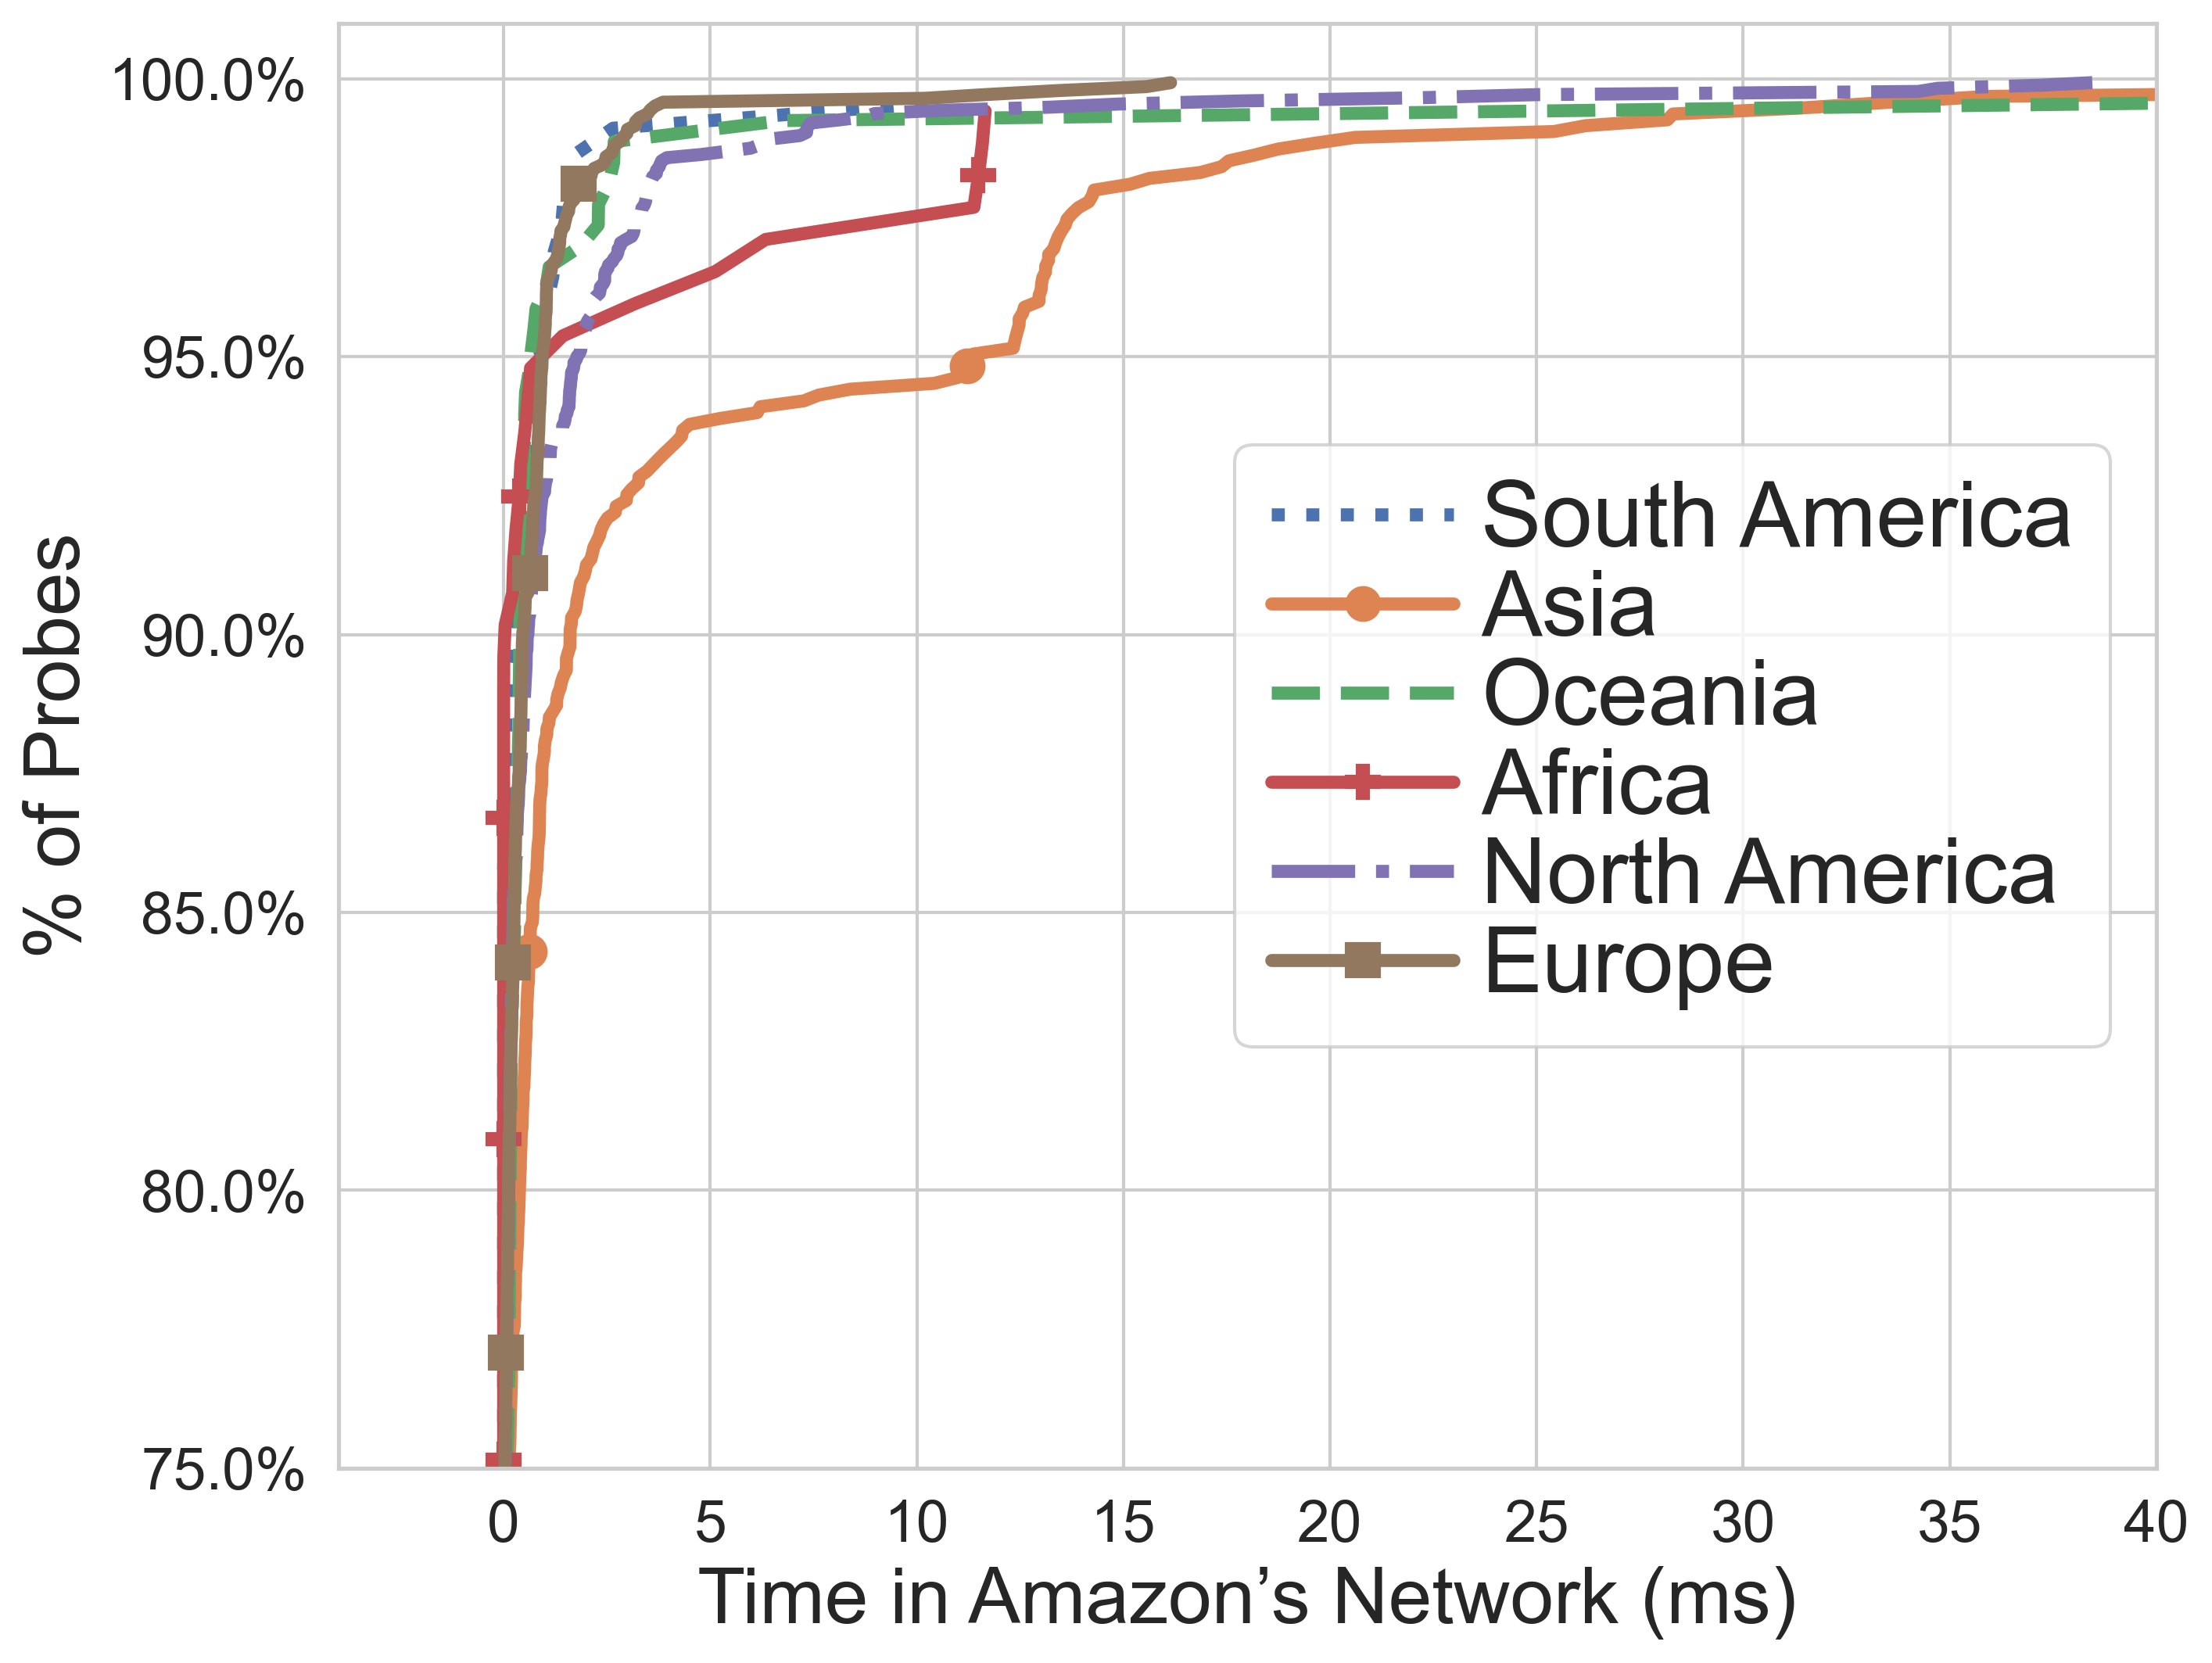 100.0%
95.0%
90.0%
85.0%
80.0%
75.0%
% of Probes
South America
Asia
Oceania
Africa
North America
Europe
0 5 10 15 20 25 30 35 40
Time in Amazon’s Network (ms)